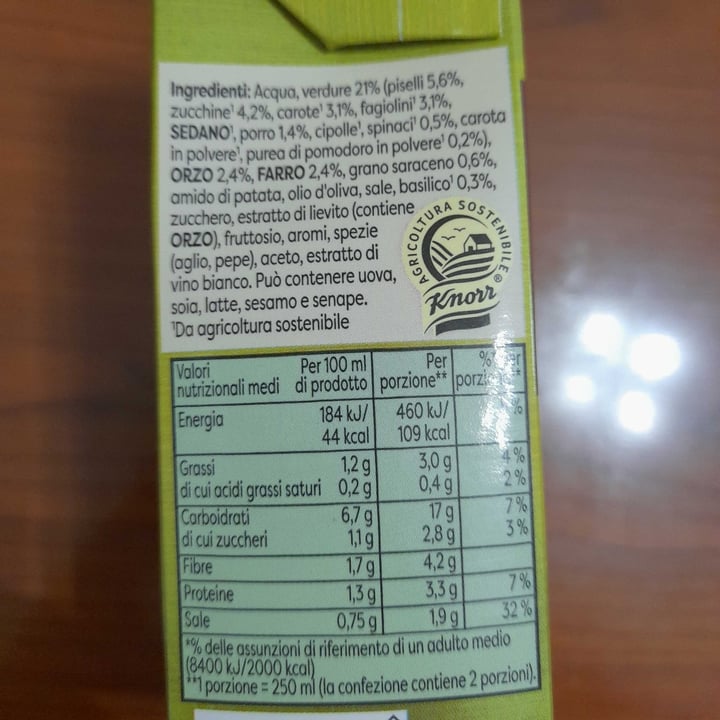 Ingredienti: Acqua, verdure 21% (piselli 5,6%,
zucchine¹ 4,2%, carote¹ 3,1%, fagiolini¹ 3,1%,
SEDANO¹, porro 1,4%, cipolle¹, spinaci¹ 0,5%, carota
in polvere¹, purea di pomodoro in polvere¹ 0,2%),
ORZO 2,4%, FARRO 2,4%, grano saraceno 0,6%,
amido di patata, olio d'oliva, sale, basilico¹ 0,3%,
zucchero, estratto di lievito (contiene
ORZO), fruttosio, aromi, spezie
(aglio, pepe), aceto, estratto di
vino bianco. Può contenere uova,
soia, latte, sesamo e senape.
¹Da agricoltura sostenibile
AGRICOLTURA SOSTENIBILE
Knorr®
Valori nutrizionali medi Per 100 ml di prodotto Per porzione**
Energia 184 kJ/ 460 kJ/
44 kcal 109 kcal
Grassi 1,2 g 3,0 g 4%
di cui acidi grassi saturi 0,2 g 0,4 g 2%
Carboidrati 6,7 g 17 g 7%
di cui zuccheri 1,1 g 2,8 g 3%
Fibre 1,7 g 4,2 g
Proteine 1,3 g 3,3 g 7%
Sale 0,75 g 1,9 g 32%
*% delle assunzioni di riferimento di un adulto medio
(8400 kJ/2000 kcal)
**1 porzione = 250 ml (la confezione contiene 2 porzioni).